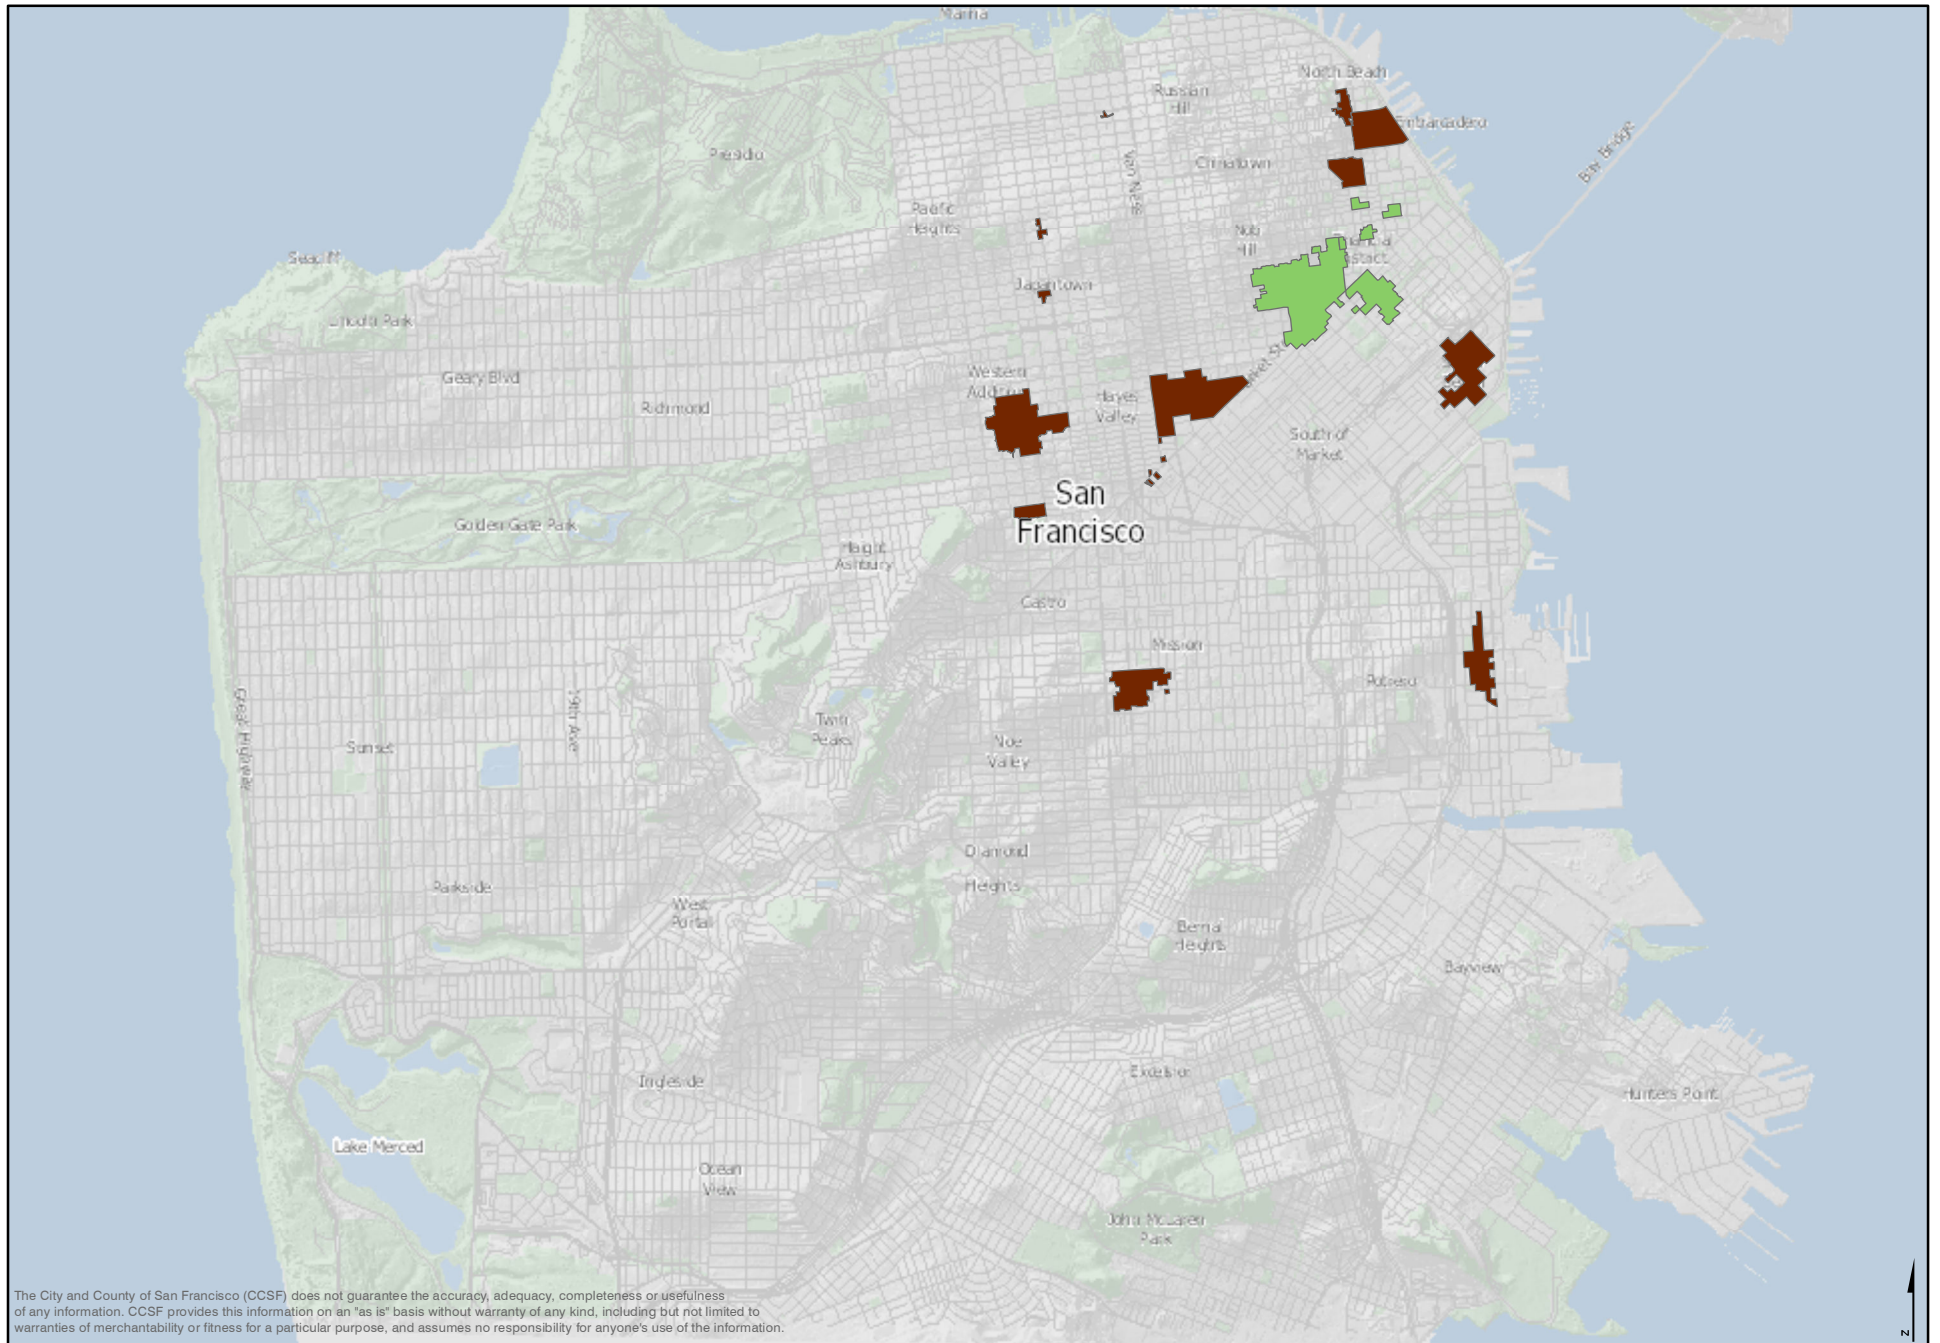 Marina
North Beach
Russian
Hill
Embarcadero
Bay Bridge
Presidio
Chinatown
Van Ness
Pacific
Heights
Nob
Hill
Financial
District
Seacliff
Japantown
Lincoln Park
Geary Blvd
Western
Addition
Market St
Richmond
Hayes
Valley
South of
Market
San
Francisco
Golden Gate Park
Haight
Ashbury
Castro
Mission
Potrero
Great Highway
19th Ave
Twin
Peaks
Sunset
Noe
Valley
Diamond
Heights
Parkside
West
Portal
Bernal
Heights
Bayview
Ingleside
Excelsior
Hunters Point
Lake Merced
Ocean
View
John McLaren
Park
The City and County of San Francisco (CCSF) does not guarantee the accuracy, adequacy, completeness or usefulness
of any information. CCSF provides this information on an "as is" basis without warranty of any kind, including but not limited to
warranties of merchantability or fitness for a particular purpose, and assumes no responsibility for anyone's use of the information.
N